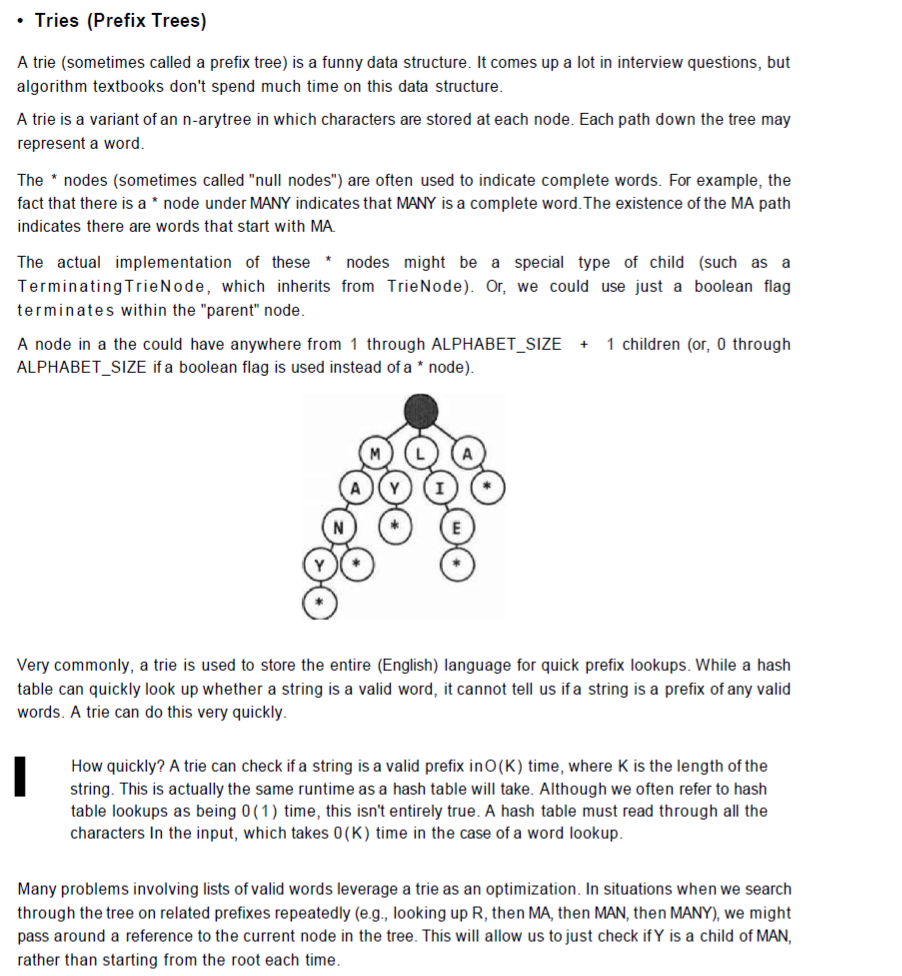 • Tries (Prefix Trees)
A trie (sometimes called a prefix tree) is a funny data structure. It comes up a lot in interview questions, but
algorithm textbooks don't spend much time on this data structure.
A trie is a variant of an n-arytree in which characters are stored at each node. Each path down the tree may
represent a word.
The * nodes (sometimes called "null nodes") are often used to indicate complete words. For example, the
fact that there is a * node under MANY indicates that MANY is a complete word.The existence of the MA path
indicates there are words that start with MA.
The actual implementation of these * nodes might be a special type of child (such as a
TerminatingTrieNode, which inherits from TrieNode). Or, we could use just a boolean flag
terminates within the "parent" node.
A node in a the could have anywhere from 1 through ALPHABET_SIZE + 1 children (or, 0 through
ALPHABET_SIZE if a boolean flag is used instead of a * node).
M L A
A Y I *
N * E
Y * *
*
Very commonly, a trie is used to store the entire (English) language for quick prefix lookups. While a hash
table can quickly look up whether a string is a valid word, it cannot tell us if a string is a prefix of any valid
words. A trie can do this very quickly.
How quickly? A trie can check if a string is a valid prefix inO(K) time, where K is the length of the
string. This is actually the same runtime as a hash table will take. Although we often refer to hash
table lookups as being 0(1) time, this isn't entirely true. A hash table must read through all the
characters In the input, which takes 0(K) time in the case of a word lookup.
Many problems involving lists of valid words leverage a trie as an optimization. In situations when we search
through the tree on related prefixes repeatedly (e.g., looking up R, then MA, then MAN, then MANY), we might
pass around a reference to the current node in the tree. This will allow us to just check if Y is a child of MAN,
rather than starting from the root each time.